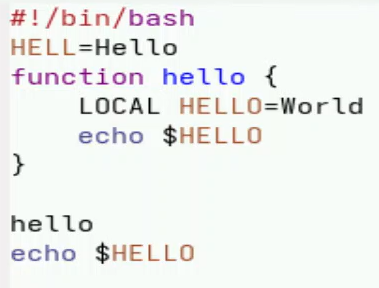 #!/bin/bash
HELL=Hello
function hello {
    LOCAL HELLO=World
    echo $HELLO
}
hello
echo $HELLO